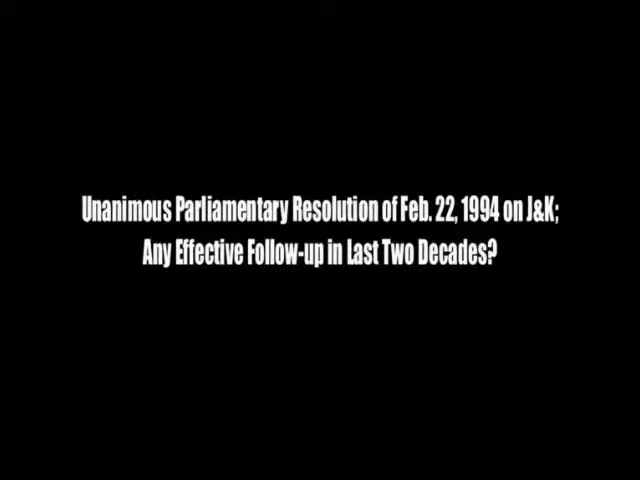 Unanimous Parliamentary Resolution of Feb. 22, 1994 on J&K;
Any Effective Follow-up in Last Two Decades?